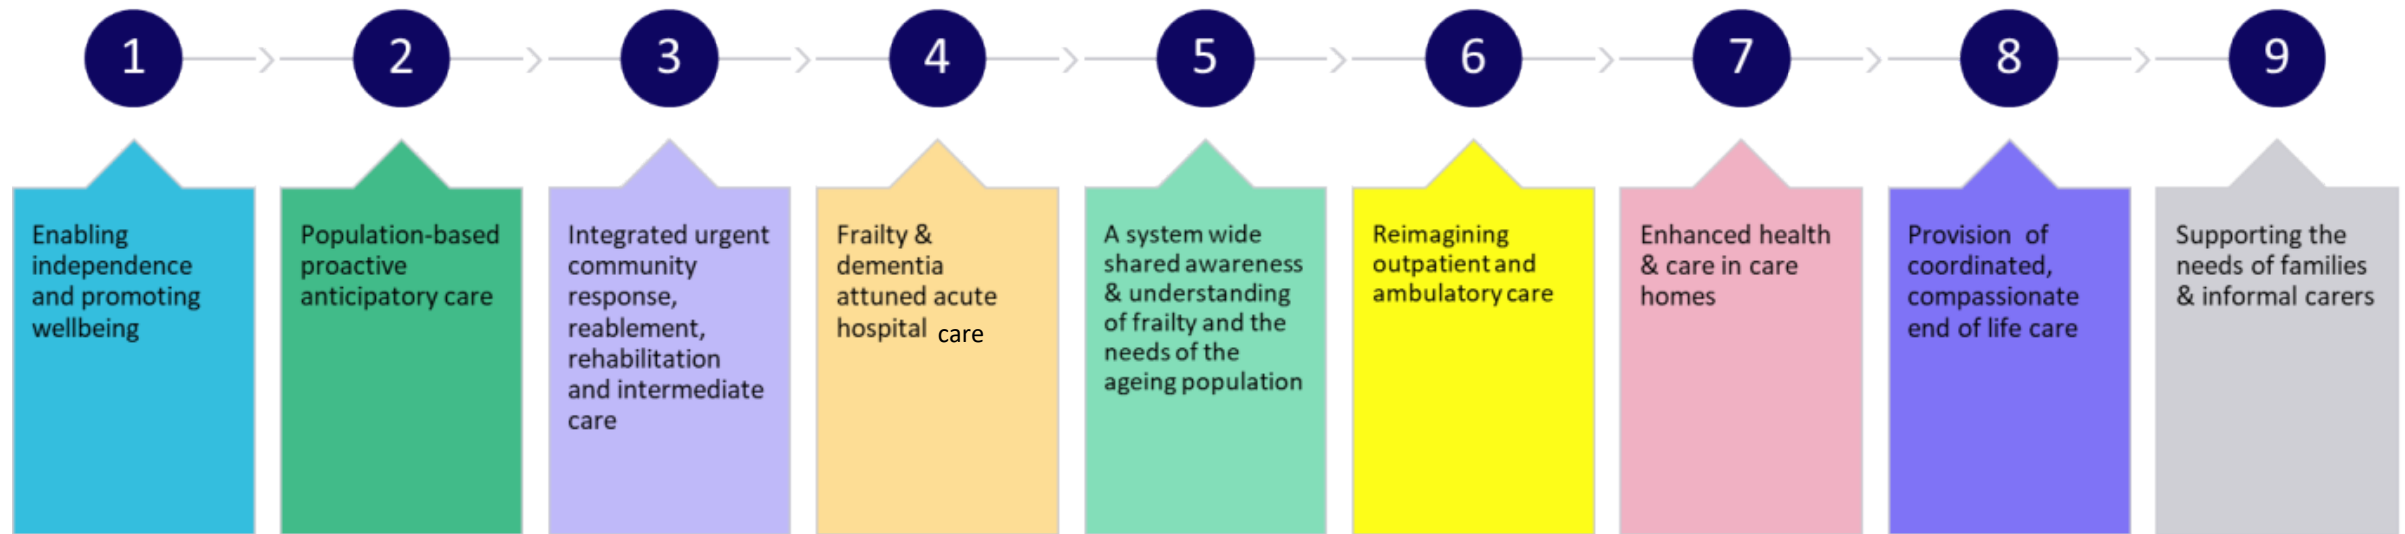 1
2
3
4
5
6
7
8
9
Enabling
independence
and promoting
wellbeing
Population-based
proactive
anticipatory care
Integrated urgent
community
response,
reablement,
rehabilitation
and intermediate
care
Frailty &
dementia
attuned acute
hospital care
A system wide
shared awareness
& understanding
of frailty and the
needs of the
ageing population
Reimagining
outpatient and
ambulatory care
Enhanced health
& care in care
homes
Provision of
coordinated,
compassionate
end of life care
Supporting the
needs of families
& informal carers